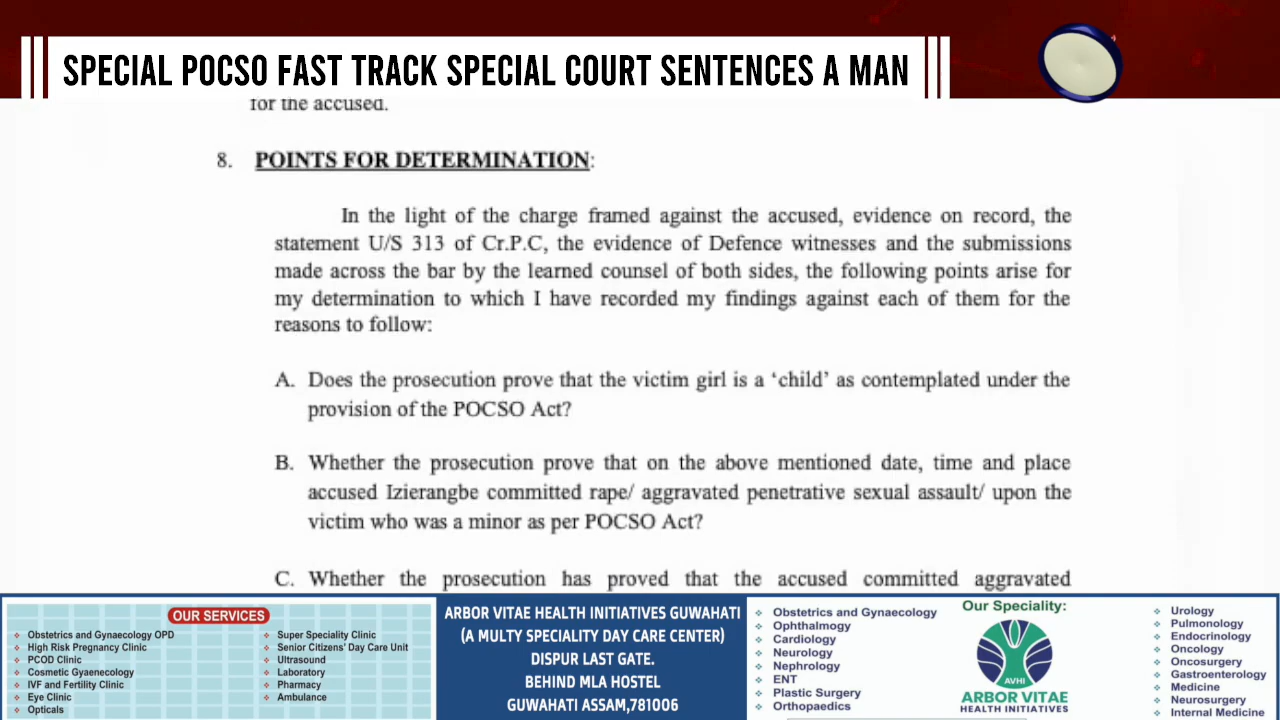 SPECIAL POCSO FAST TRACK SPECIAL COURT SENTENCES A MAN
for the accused.
8. POINTS FOR DETERMINATION:
In the light of the charge framed against the accused, evidence on record, the
statement U/S 313 of Cr.P.C, the evidence of Defence witnesses and the submissions
made across the bar by the learned counsel of both sides, the following points arise for
my determination to which I have recorded my findings against each of them for the
reasons to follow:
A. Does the prosecution prove that the victim girl is a ‘child’ as contemplated under the
provision of the POCSO Act?
B. Whether the prosecution prove that on the above mentioned date, time and place
accused Izierangbe committed rape/ aggravated penetrative sexual assault/ upon the
victim who was a minor as per POCSO Act?
C. Whether the prosecution has proved that the accused committed aggravated
OUR SERVICES
Obstetrics and Gynaecology OPD
High Risk Pregnancy Clinic
PCOD Clinic
Cosmetic Gyaenecology
IVF and Fertility Clinic
Eye Clinic
Opticals
Super Speciality Clinic
Senior Citizens' Day Care Unit
Ultrasound
Laboratory
Pharmacy
Ambulance
ARBOR VITAE HEALTH INITIATIVES GUWAHATI
(A MULTY SPECIALITY DAY CARE CENTER)
DISPUR LAST GATE.
BEHIND MLA HOSTEL
GUWAHATI ASSAM,781006
Obstetrics and Gynaecology
Ophthalmogy
Cardiology
Neurology
Nephrology
ENT
Plastic Surgery
Orthopaedics
Our Speciality:
AVHI
ARBOR VITAE
HEALTH INITIATIVES
Urology
Pulmonology
Endocrinology
Oncology
Oncosurgery
Gastroenterology
Medicine
Neurosurgery
Internal Medicine